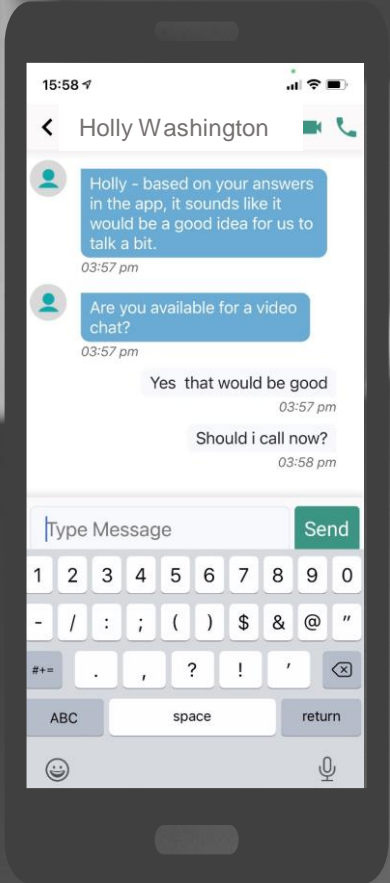 15:58
Holly Washington
Holly - based on your answers
in the app, it sounds like it
would be a good idea for us to
talk a bit.
03:57 pm
Are you available for a video
chat?
03:57 pm
Yes  that would be good
03:57 pm
Should i call now?
03:58 pm
Type Message
Send
1 2 3 4 5 6 7 8 9 0
- / : ; ( ) $ & @ "
#+= . , ? ! '
ABC space return